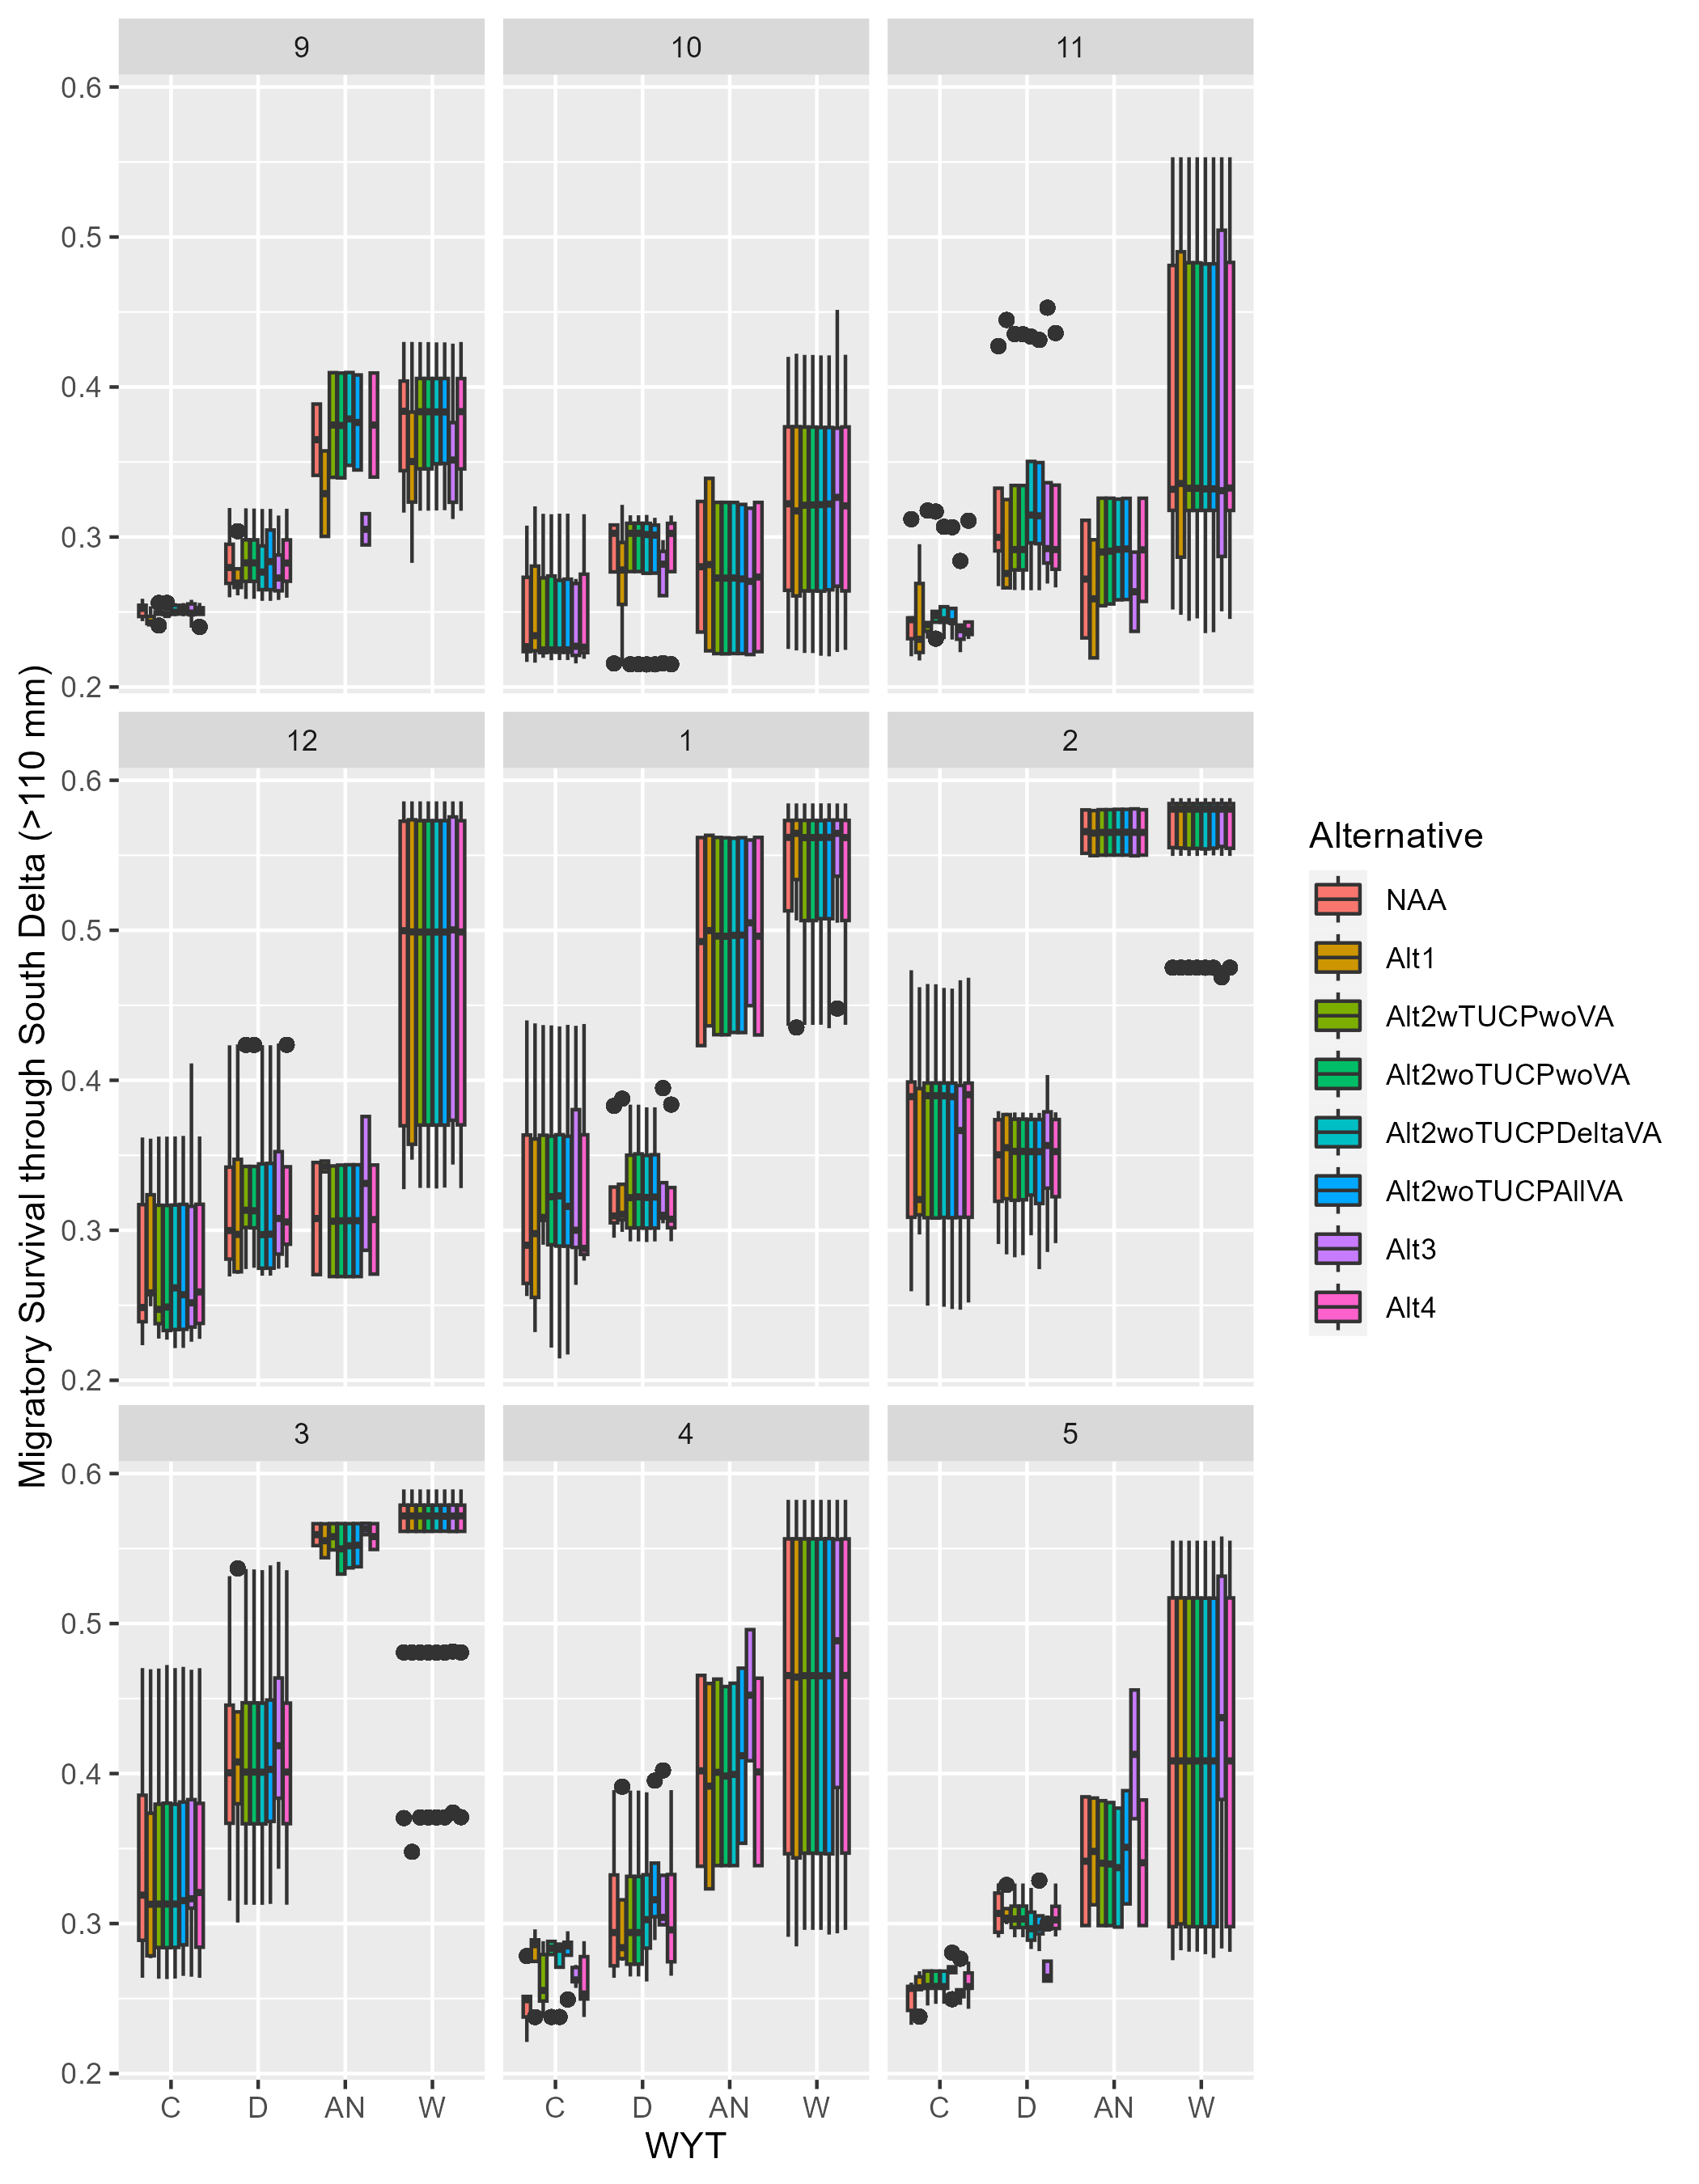 9 10 11
0.6
0.5
0.4
0.3
0.2
12 1 2
0.6
0.5
0.4
0.3
0.2
3 4 5
0.6
0.5
0.4
0.3
0.2
C D AN W C D AN W C D AN W
WYT
Migratory Survival through South Delta (>110 mm)
Alternative
NAA
Alt1
Alt2wTUCPwoVA
Alt2woTUCPwoVA
Alt2woTUCPDeltaVA
Alt2woTUCPAllVA
Alt3
Alt4